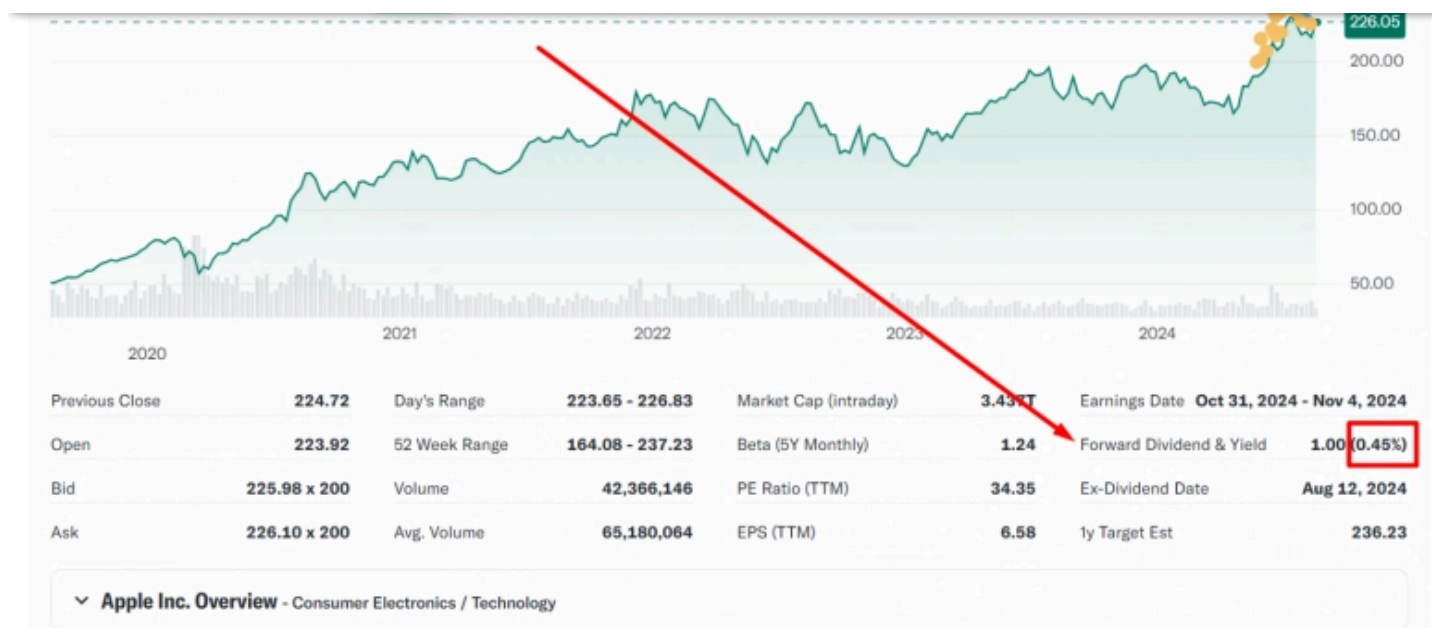 226.05
200.00
150.00
100.00
50.00
2021 2022 2023 2024
2020
Previous Close 224.72 Day's Range 223.65 - 226.83 Market Cap (intraday) 3.437T Earnings Date Oct 31, 2024 - Nov 4, 2024
Open 223.92 52 Week Range 164.08 - 237.23 Beta (5Y Monthly) 1.24 Forward Dividend & Yield 1.00 (0.45%)
Bid 225.98 x 200 Volume 42,366,146 PE Ratio (TTM) 34.35 Ex-Dividend Date Aug 12, 2024
Ask 226.10 x 200 Avg. Volume 65,180,064 EPS (TTM) 6.58 1y Target Est 236.23
Apple Inc. Overview - Consumer Electronics / Technology